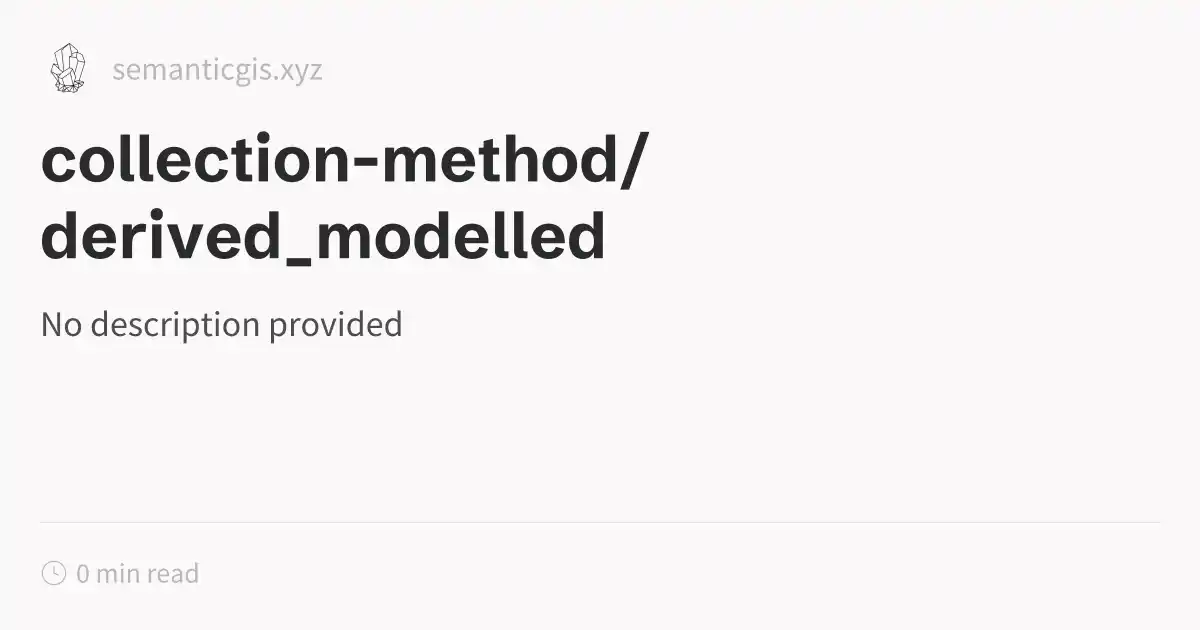 semanticgis.xyz
collection-method/
derived_modelled
No description provided
0 min read